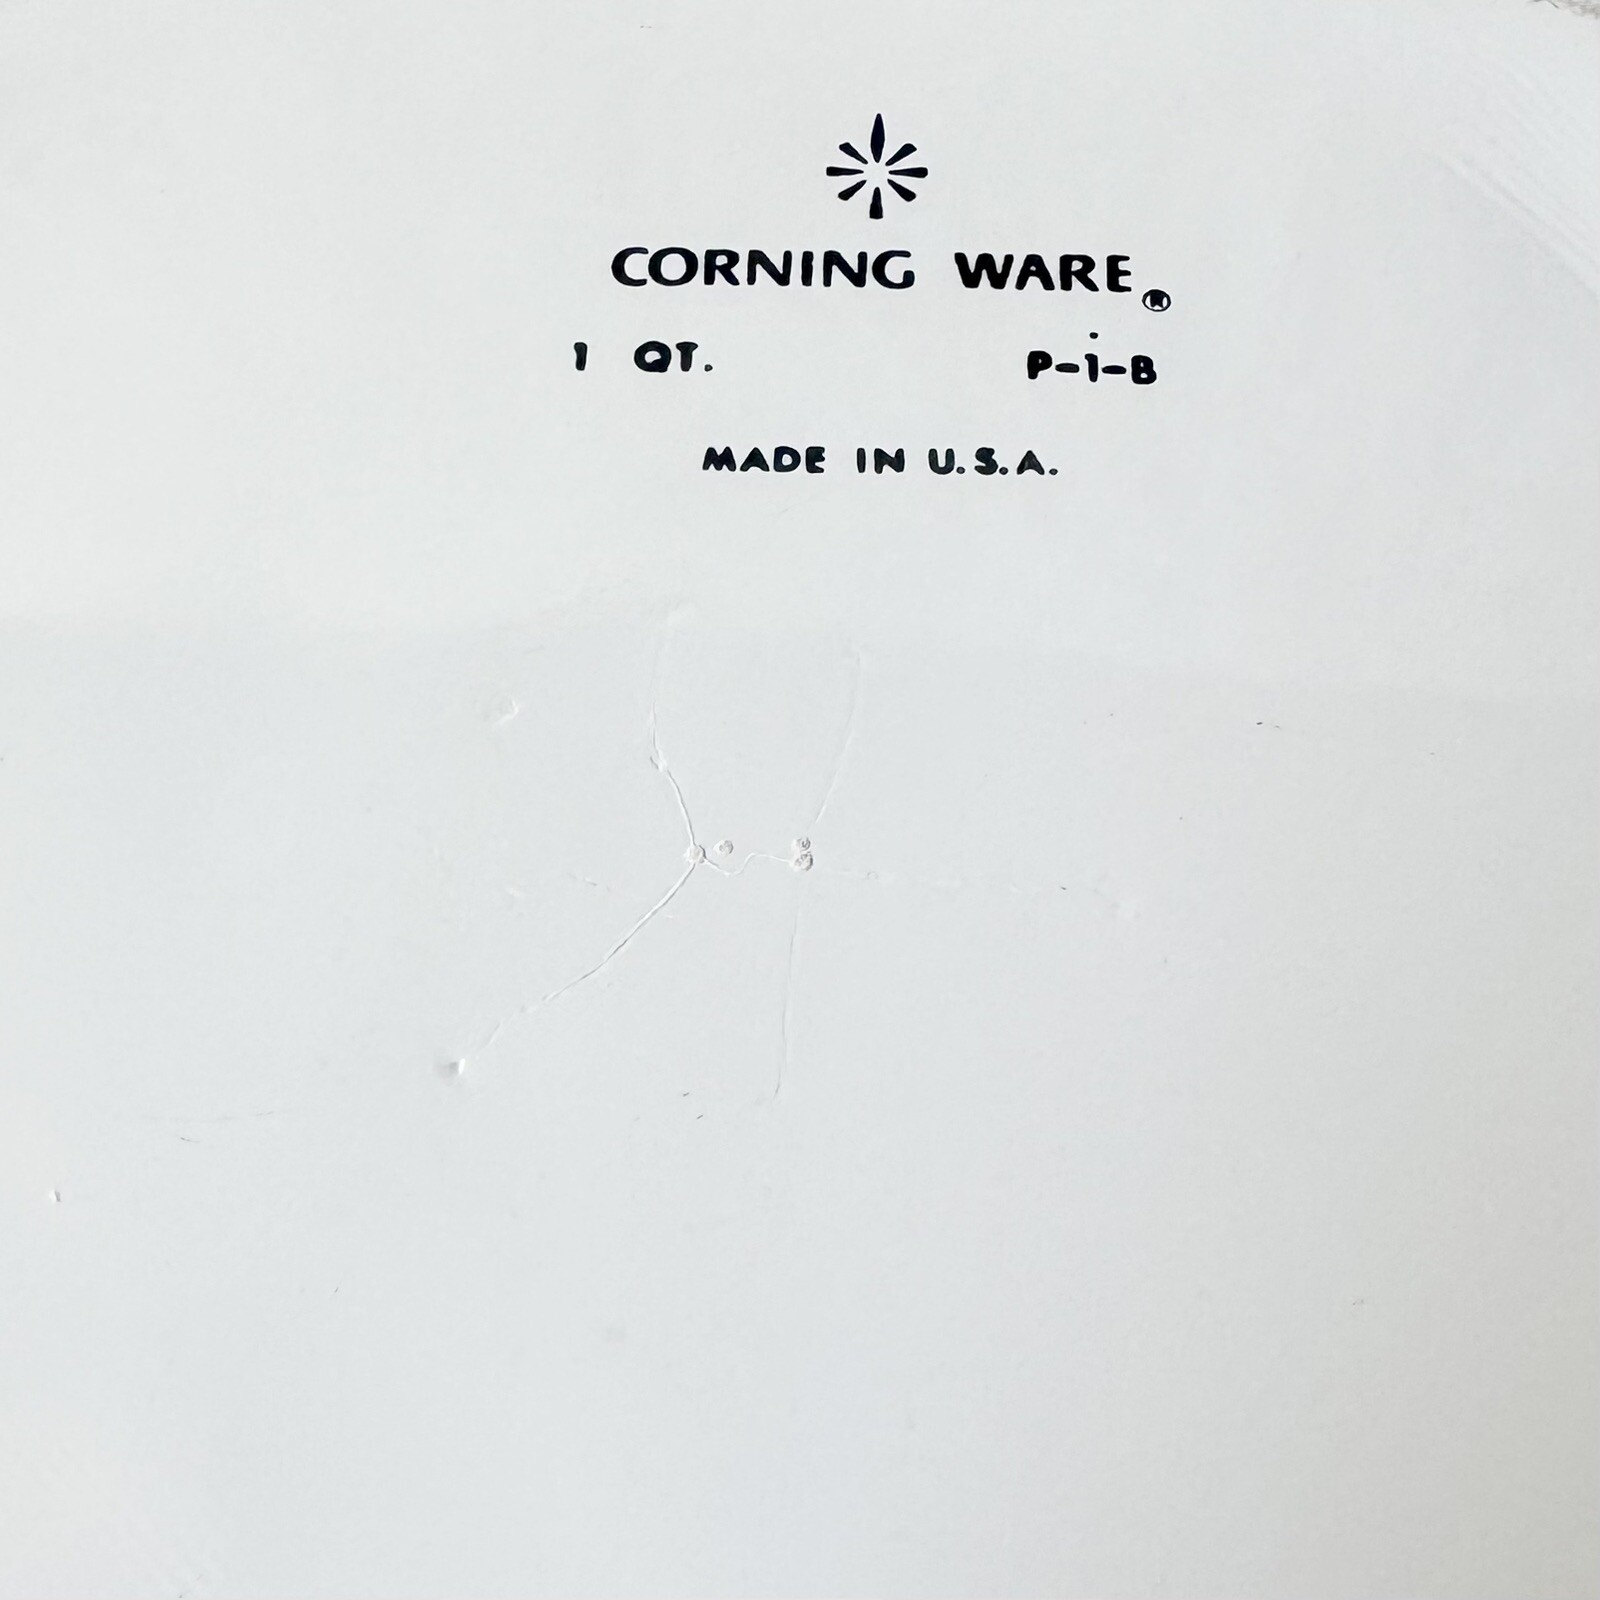 CORNING WARE®
1 QT. P-1-B
MADE IN U.S.A.